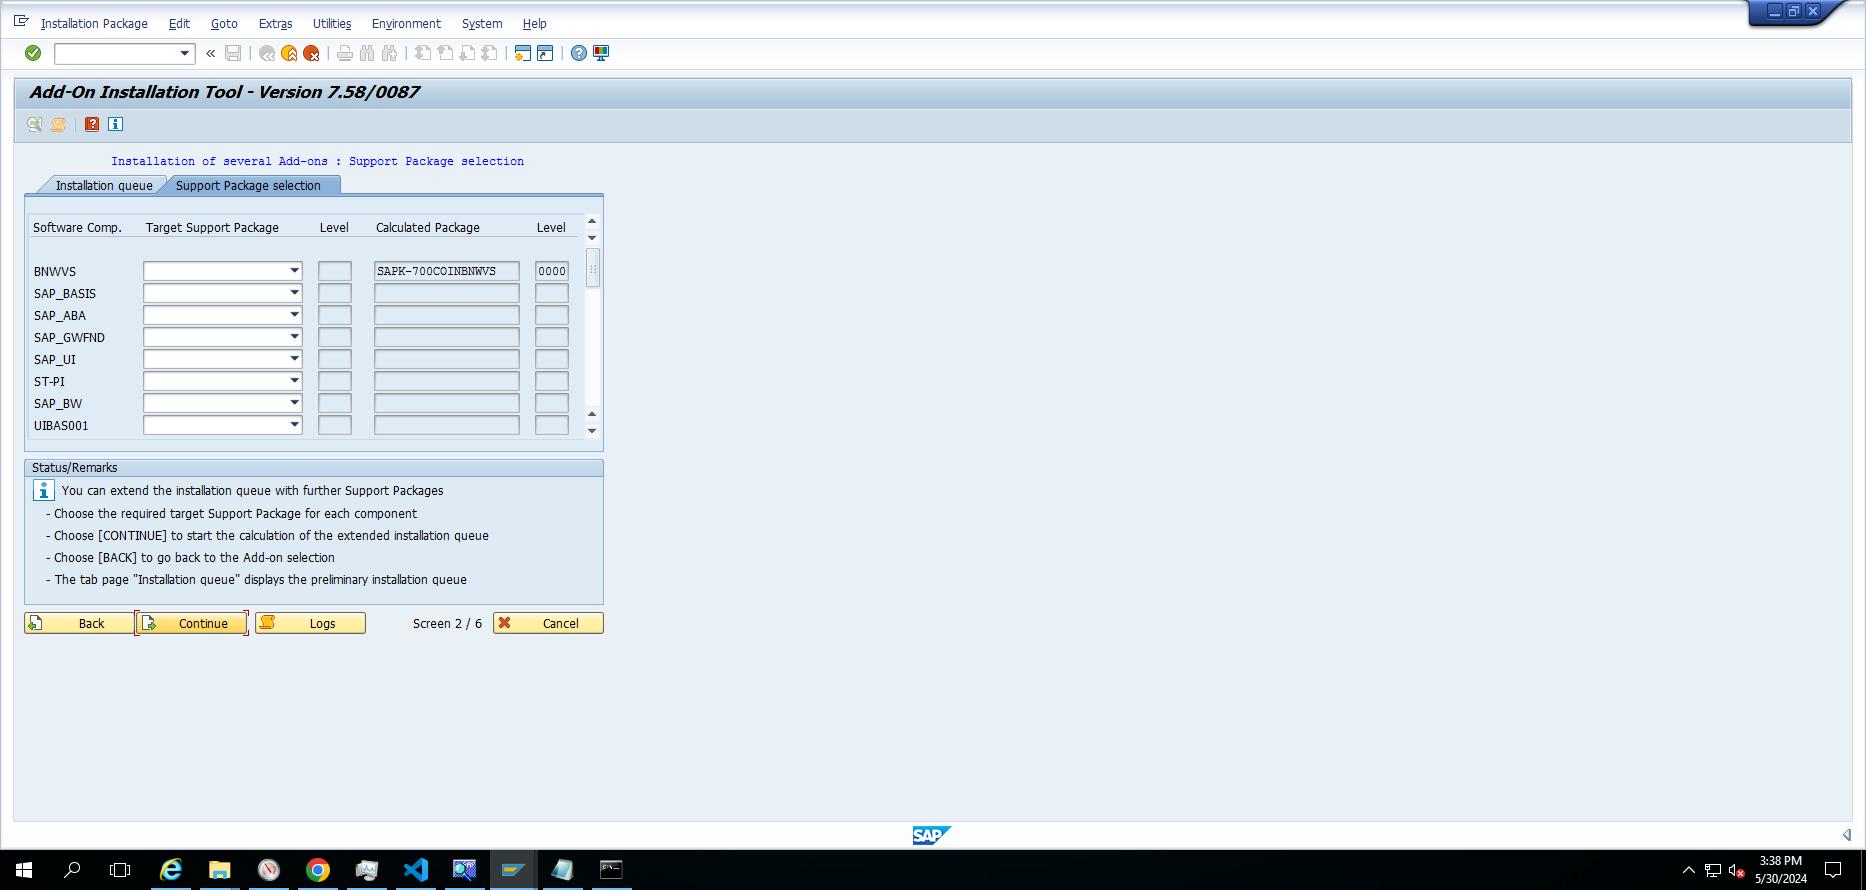 Installation Package Edit Goto Extras Utilities Environment System Help
«
Add-On Installation Tool - Version 7.58/0087
Installation of several Add-ons : Support Package selection
Installation queue Support Package selection
Software Comp. Target Support Package Level Calculated Package Level
BNWVS SAPK-700COINBNWVS 0000
SAP_BASIS
SAP_ABA
SAP_GWFND
SAP_UI
ST-PI
SAP_BW
UIBAS001
Status/Remarks
You can extend the installation queue with further Support Packages
- Choose the required target Support Package for each component
- Choose [CONTINUE] to start the calculation of the extended installation queue
- Choose [BACK] to go back to the Add-on selection
- The tab page "Installation queue" displays the preliminary installation queue
Back Continue Logs Screen 2 / 6 Cancel
SAP
3:38 PM
5/30/2024